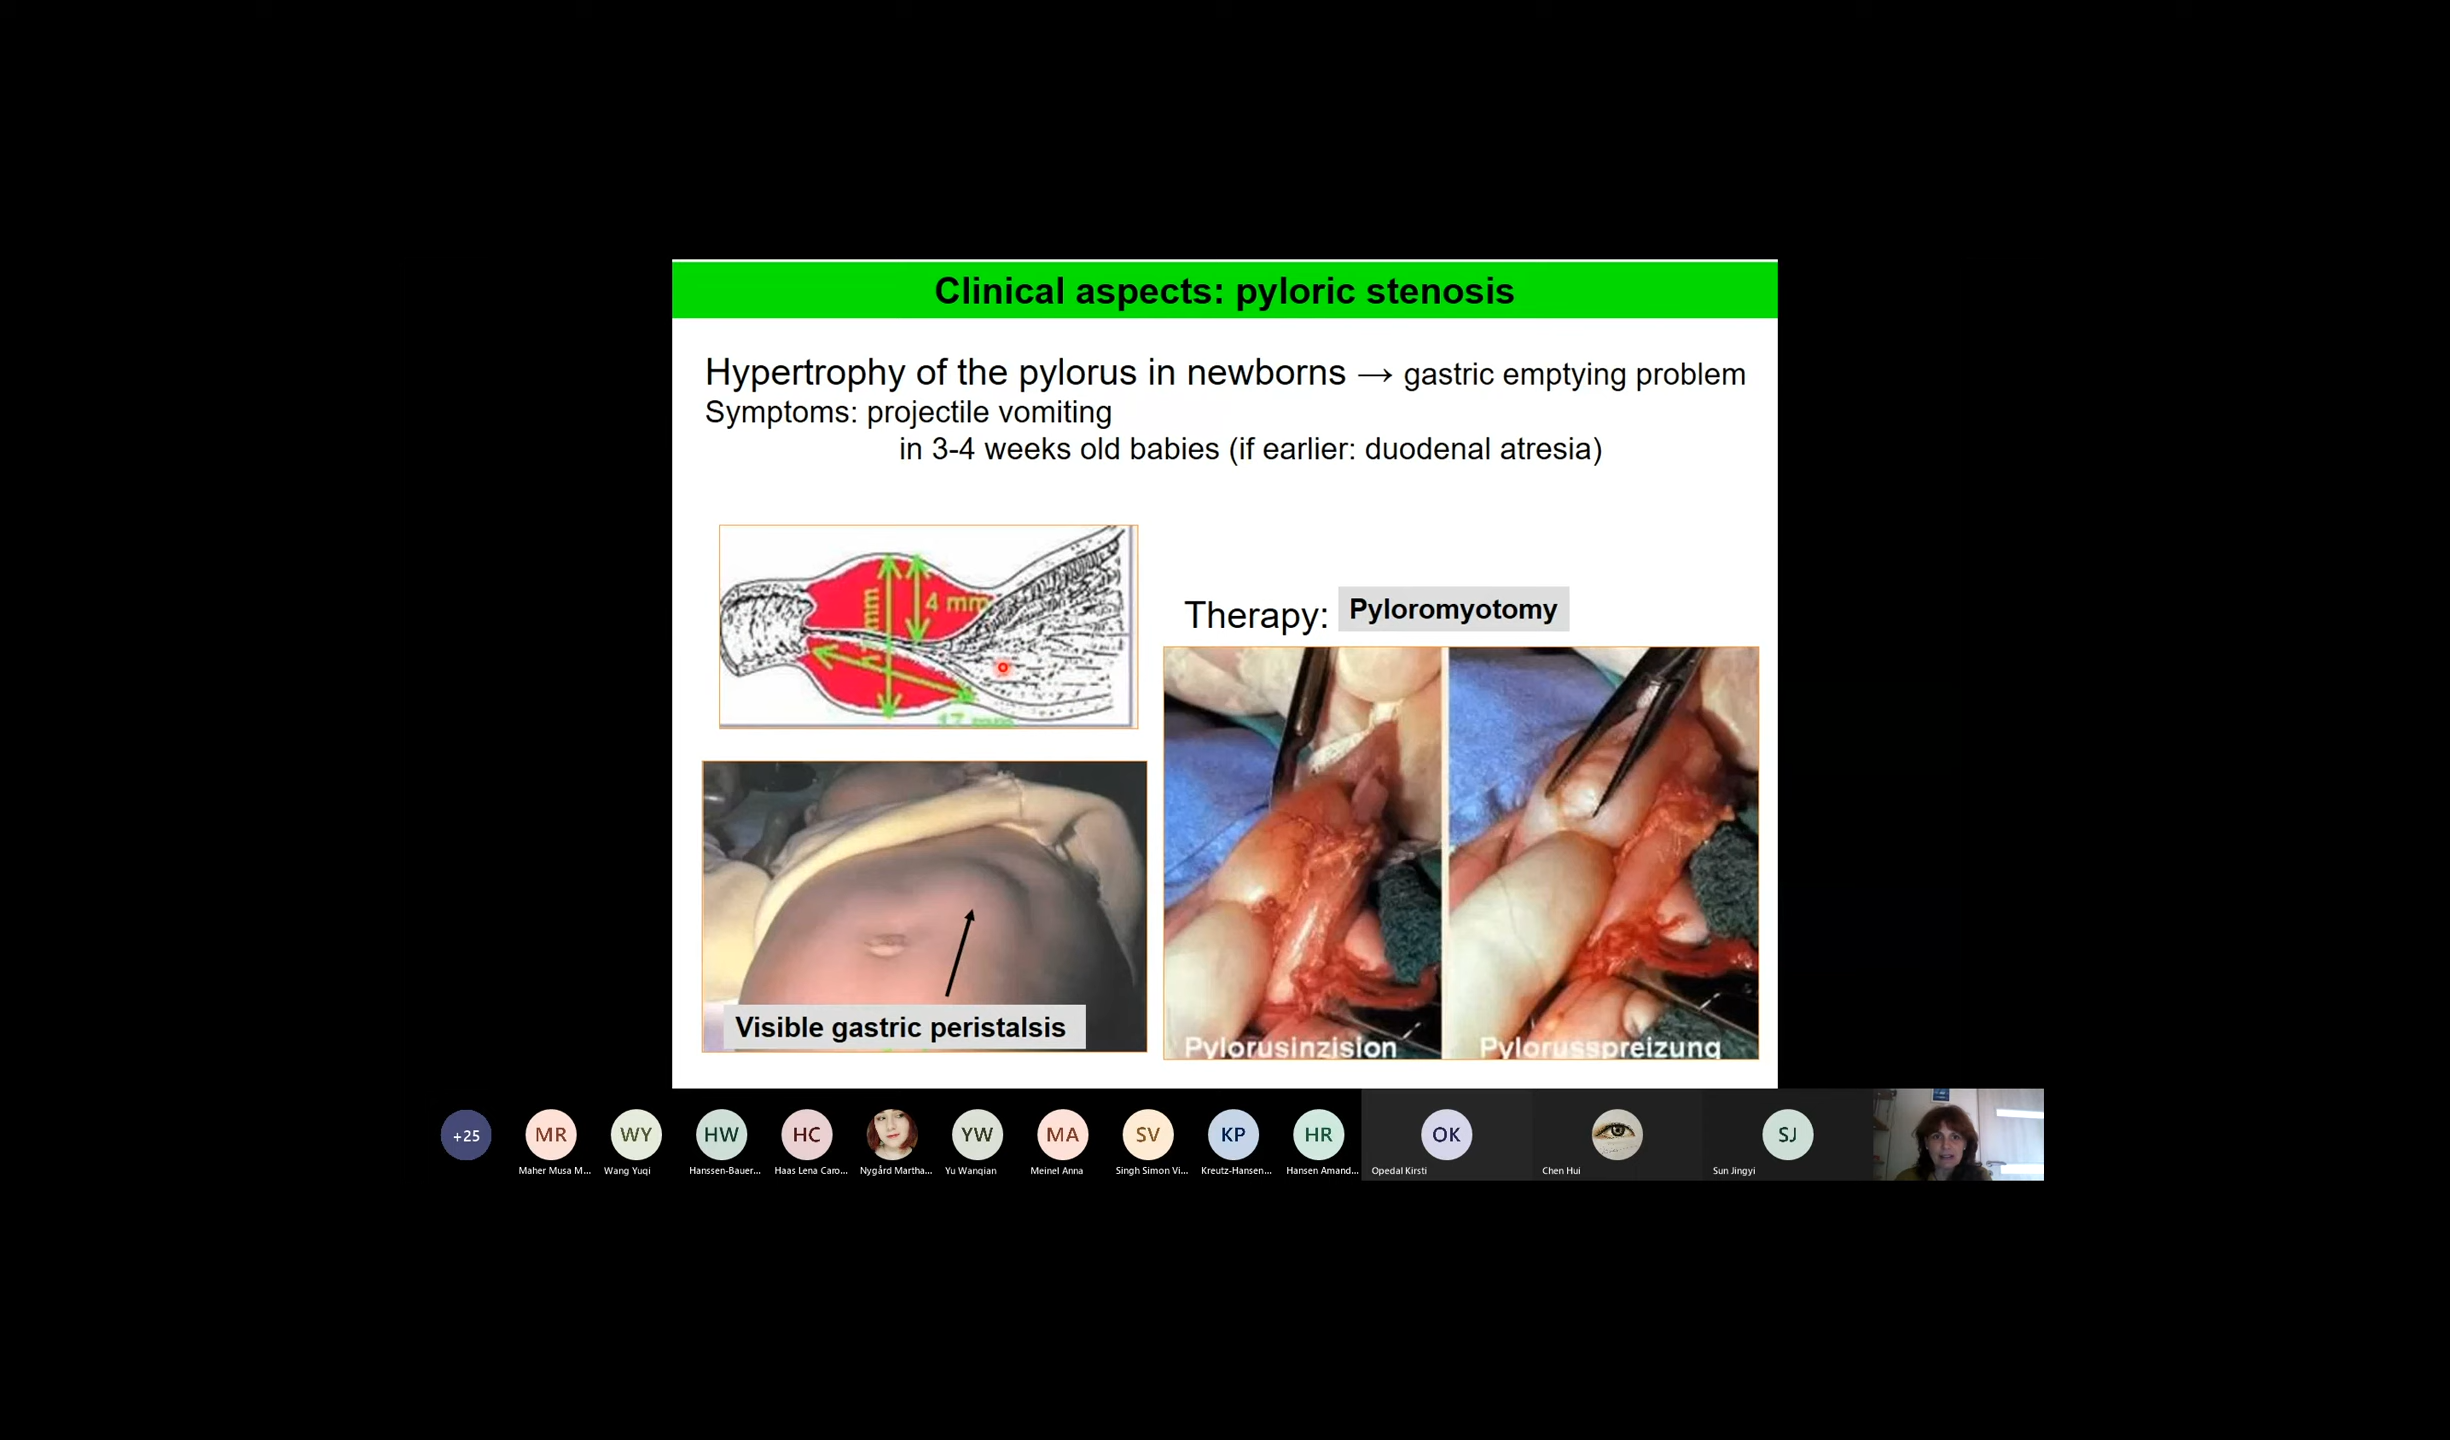 Clinical aspects: pyloric stenosis
Hypertrophy of the pylorus in newborns → gastric emptying problem
Symptoms: projectile vomiting
in 3-4 weeks old babies (if earlier: duodenal atresia)
4 mm
mm
Therapy: Pyloromyotomy
Visible gastric peristalsis
Pylorusinzision
Pylorusspreizung
+25
MR
WY
HW
HC
YW
MA
SV
KP
HR
OK
SJ
Maher Musa M...
Wang Yuqi
Hanssen-Bauer...
Haas Lena Caro...
Nygård Martha...
Yu Wanqian
Meinel Anna
Singh Simon Vi...
Kreutz-Hansen...
Hansen Amand...
Opedal Kirsti
Chen Hui
Sun Jingyi